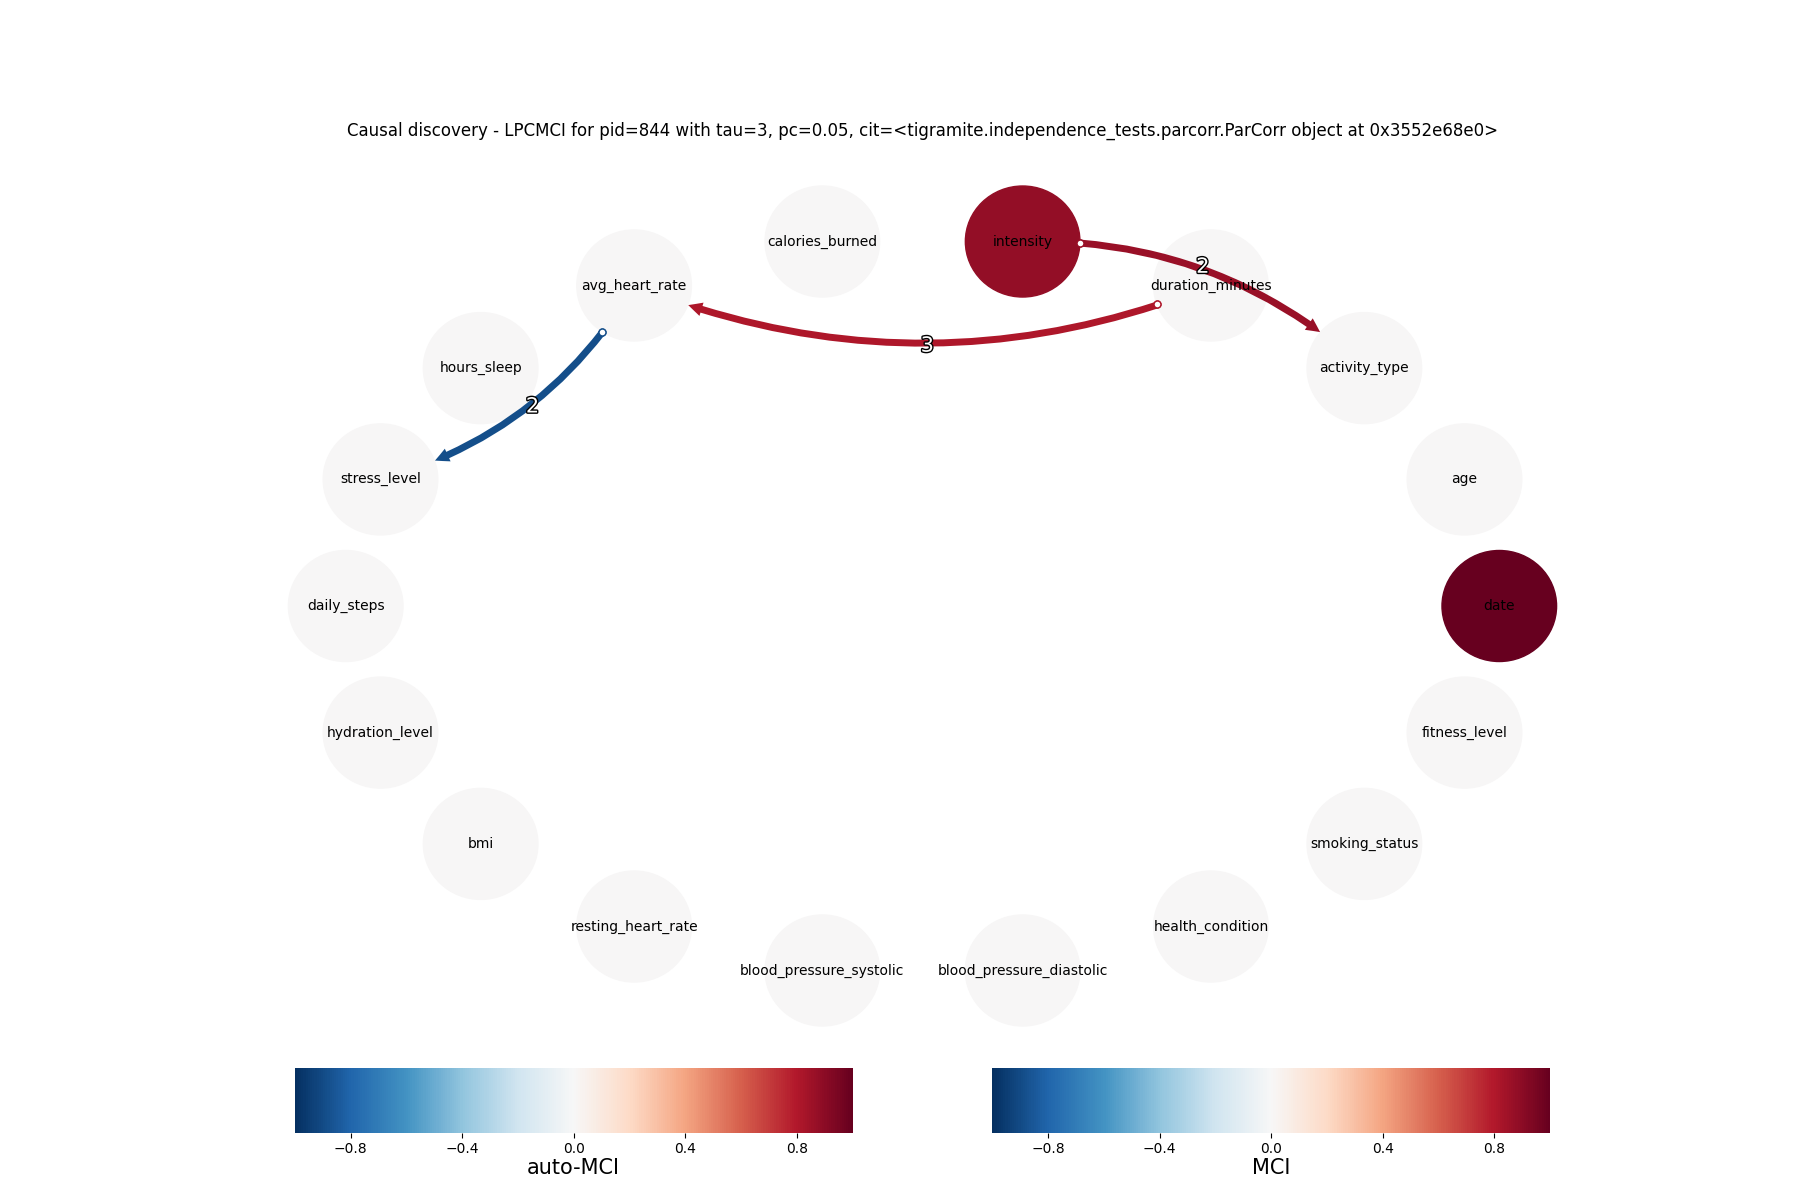 Causal discovery - LPCMCI for pid=844 with tau=3, pc=0.05, cit=<tigramite.independence_tests.parcorr.ParCorr object at 0x3552e68e0>
calories_burned
intensity
2
avg_heart_rate
duration_minutes
3
hours_sleep
activity_type
2
stress_level
age
daily_steps
date
hydration_level
fitness_level
bmi
smoking_status
resting_heart_rate
health_condition
blood_pressure_systolic
blood_pressure_diastolic
−0.8 −0.4 0.0 0.4 0.8
auto-MCI
−0.8 −0.4 0.0 0.4 0.8
MCI